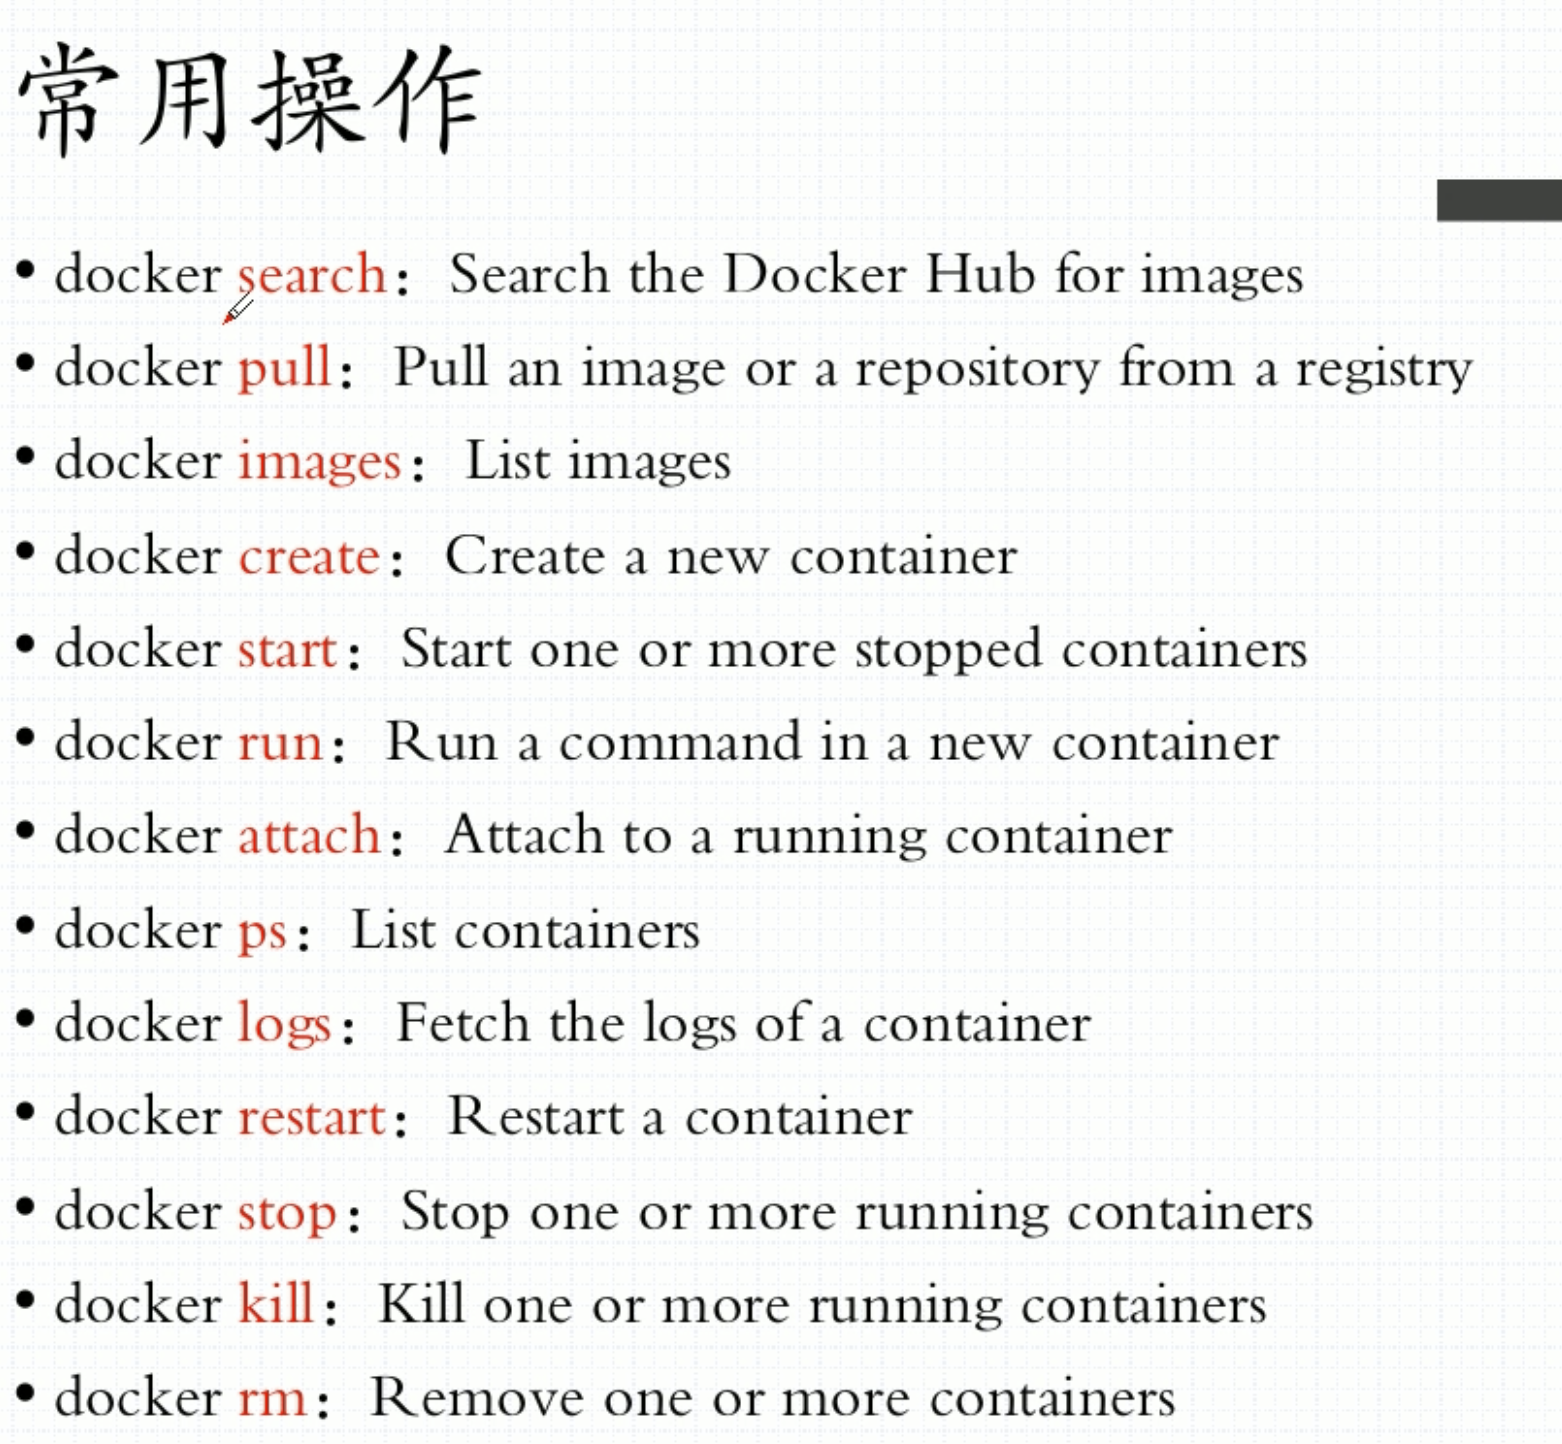 常用操作
• docker search：Search the Docker Hub for images
• docker pull：Pull an image or a repository from a registry
• docker images：List images
• docker create：Create a new container
• docker start：Start one or more stopped containers
• docker run：Run a command in a new container
• docker attach：Attach to a running container
• docker ps：List containers
• docker logs：Fetch the logs of a container
• docker restart：Restart a container
• docker stop：Stop one or more running containers
• docker kill：Kill one or more running containers
• docker rm：Remove one or more containers